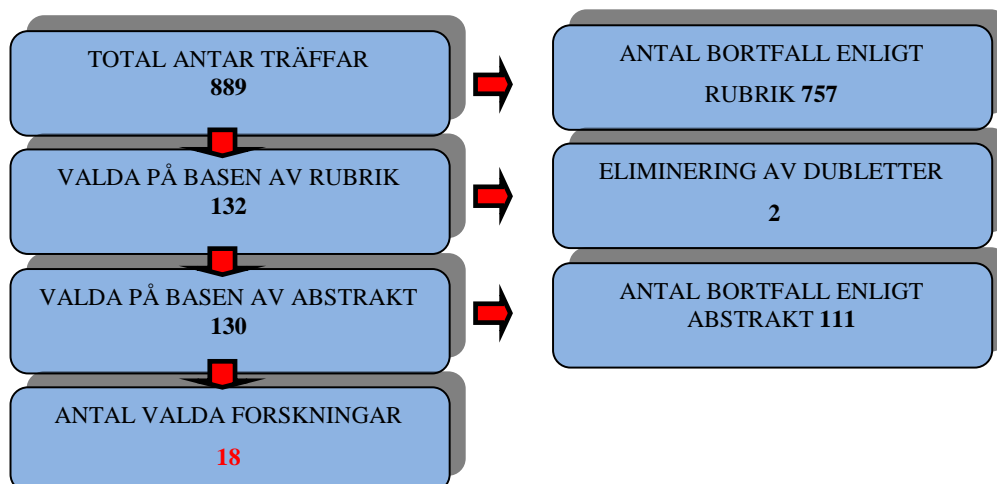 TOTAL ANTAR TRÄFFAR
889
ANTAL BORTFALL ENLIGT
RUBRIK 757
VALDA PÅ BASEN AV RUBRIK
132
ELIMINERING AV DUBLETTER
2
VALDA PÅ BASEN AV ABSTRAKT
130
ANTAL BORTFALL ENLIGT
ABSTRAKT 111
ANTAL VALDA FORSKNINGAR
18